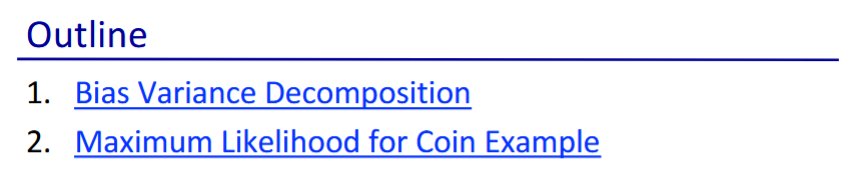 Outline
1. Bias Variance Decomposition
2. Maximum Likelihood for Coin Example